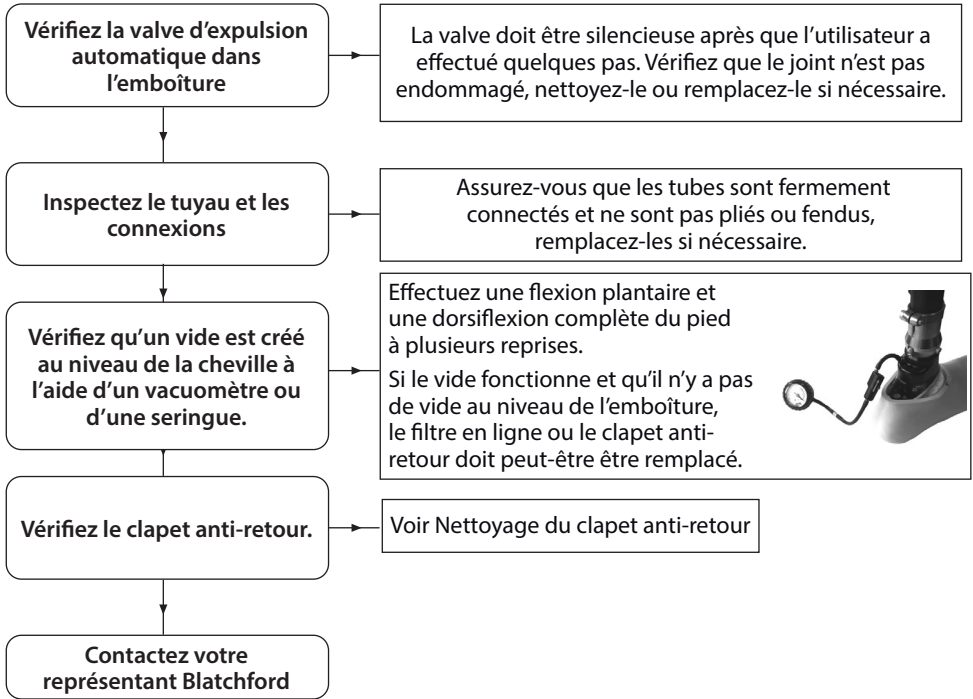 Vérifiez la valve d’expulsion
automatique dans
l’emboîture
La valve doit être silencieuse après que l’utilisateur a
effectué quelques pas. Vérifiez que le joint n’est pas
endommagé, nettoyez-le ou remplacez-le si nécessaire.
Inspectez le tuyau et les
connexions
Assurez-vous que les tubes sont fermement
connectés et ne sont pas pliés ou fendus,
remplacez-les si nécessaire.
Vérifiez qu’un vide est créé
au niveau de la cheville à
l’aide d’un vacuomètre ou
d’une seringue.
Effectuez une flexion plantaire et
une dorsiflexion complète du pied
à plusieurs reprises.
Si le vide fonctionne et qu’il n’y a pas
de vide au niveau de l’emboîture,
le filtre en ligne ou le clapet anti-
retour doit peut-être être remplacé.
Vérifiez le clapet anti-retour.
Voir Nettoyage du clapet anti-retour
Contactez votre
représentant Blatchford